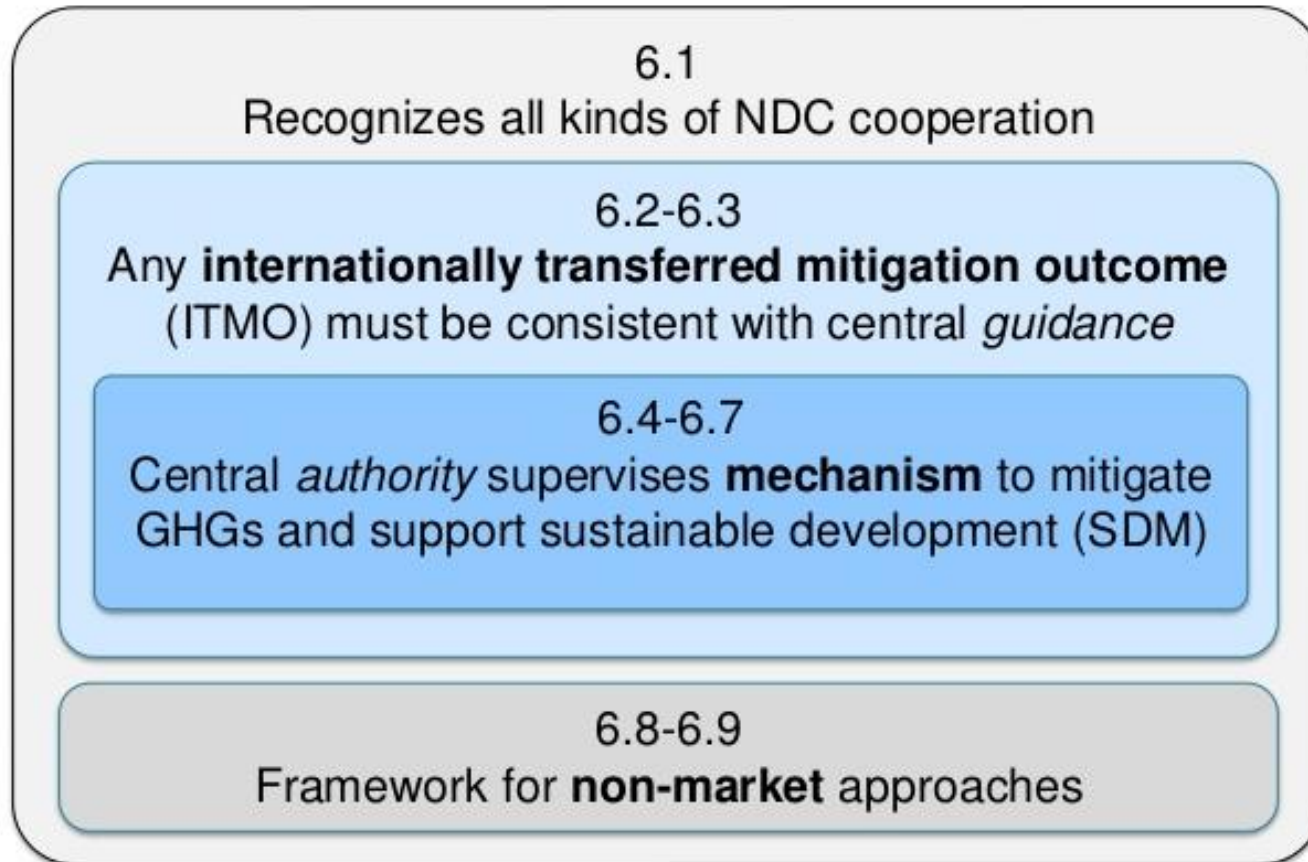 6.1
Recognizes all kinds of NDC cooperation
6.2-6.3
Any internationally transferred mitigation outcome
(ITMO) must be consistent with central guidance
6.4-6.7
Central authority supervises mechanism to mitigate
GHGs and support sustainable development (SDM)
6.8-6.9
Framework for non-market approaches